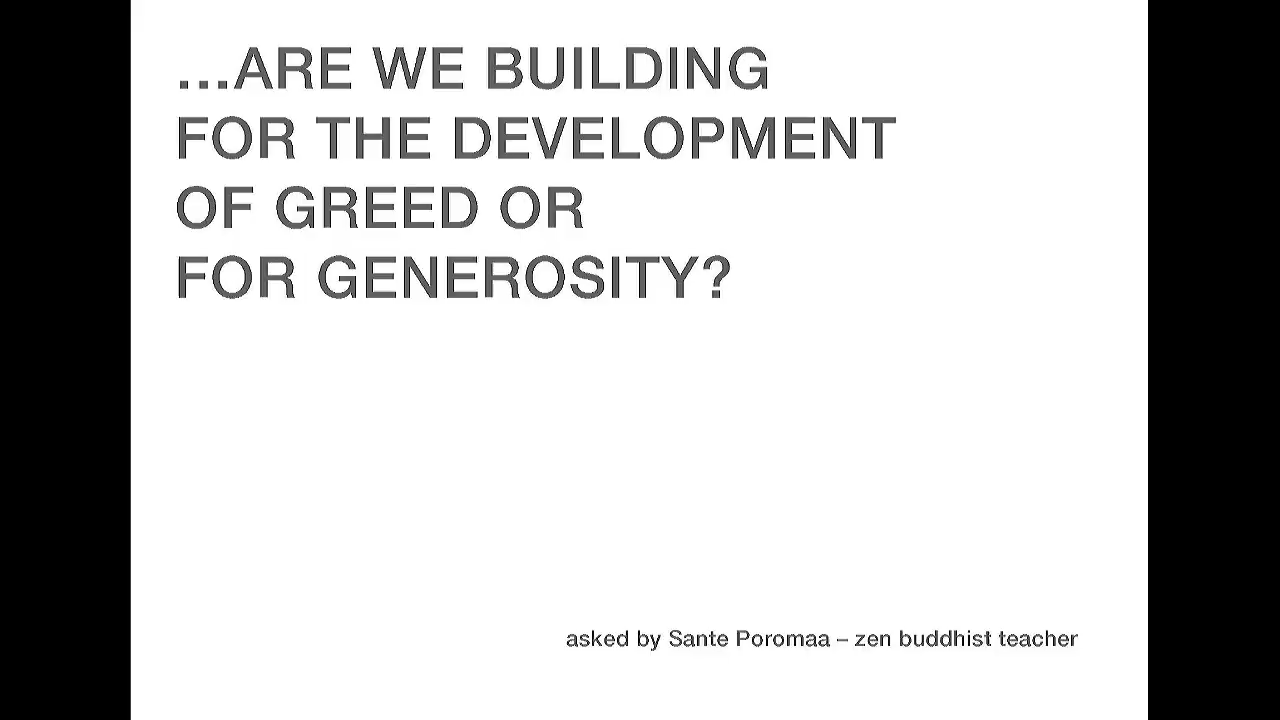 ...ARE WE BUILDING
FOR THE DEVELOPMENT
OF GREED OR
FOR GENEROSITY?
asked by Sante Poromaa – zen buddhist teacher